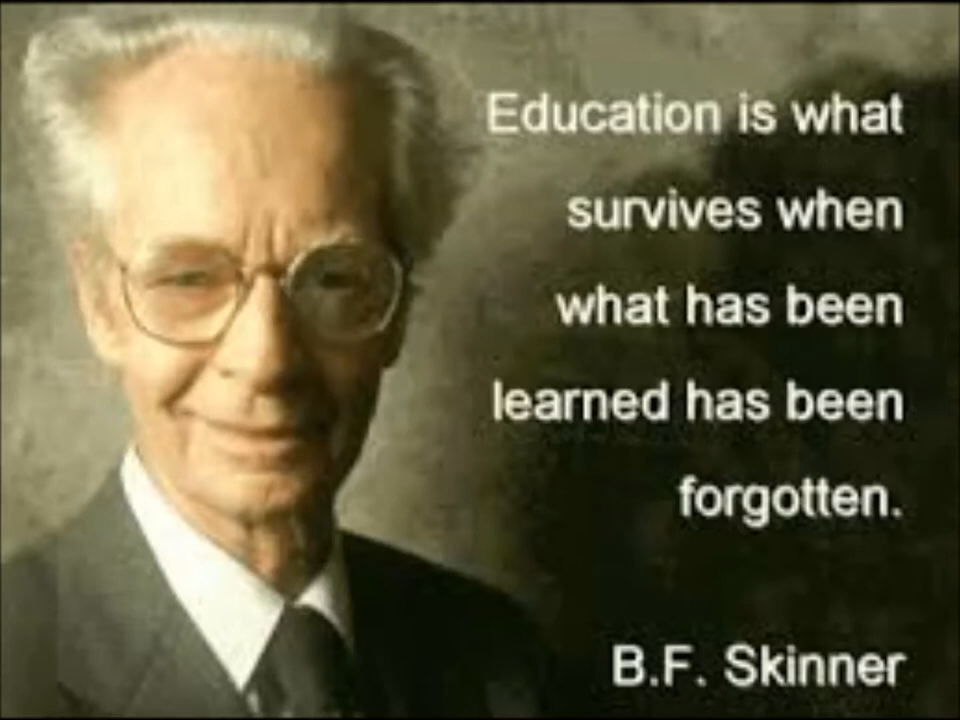 Education is what
survives when
what has been
learned has been
forgotten.
B.F. Skinner